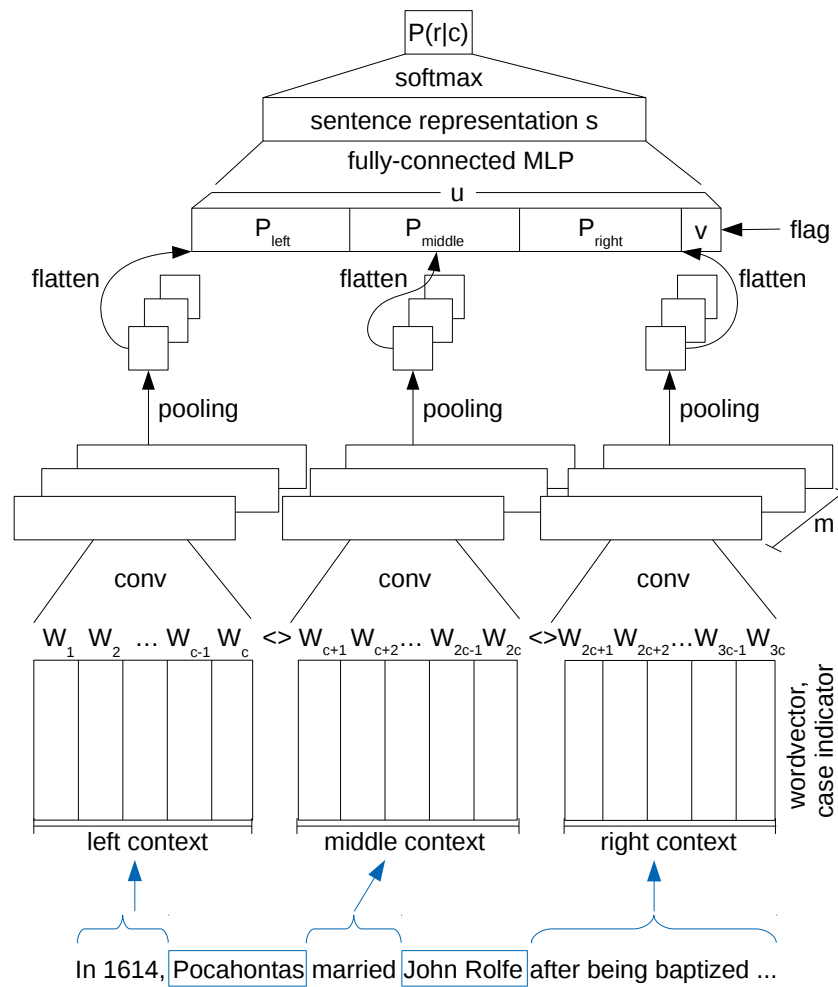 P(r|c)
softmax
sentence representation s
fully-connected MLP
u
P_left P_middle P_right v flag
flatten flatten flatten
pooling pooling pooling
m
conv conv conv
W_1 W_2 ... W_c-1 W_c <> W_c+1 W_c+2 ... W_2c-1 W_2c <> W_2c+1 W_2c+2 ... W_3c-1 W_3c
wordvector,
case indicator
left context middle context right context
In 1614, Pocahontas married John Rolfe after being baptized ...